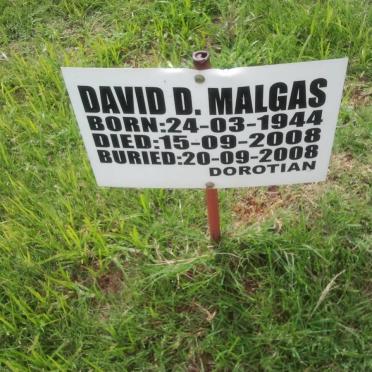 DAVID D. MALGAS
BORN:24-03-1944
DIED:15-09-2008
BURIED:20-09-2008
DOROTIAN